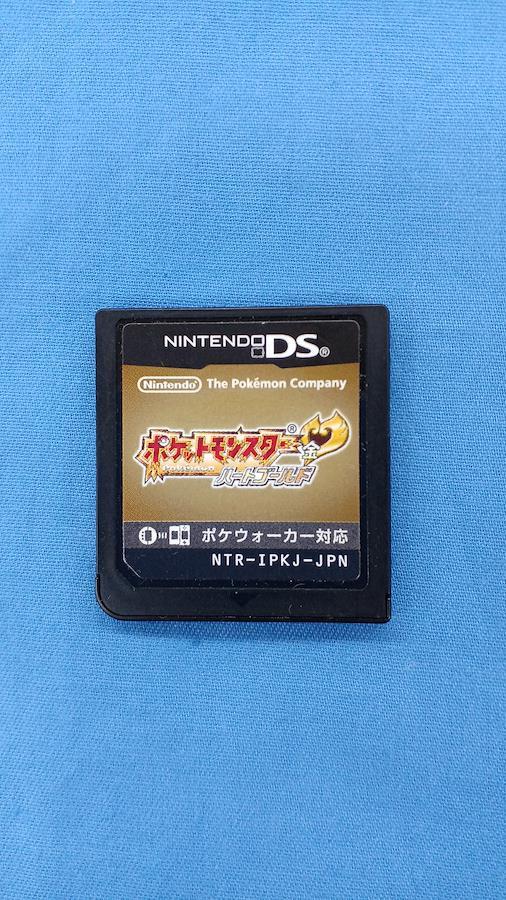 NINTENDO DS®
Nintendo® The Pokémon Company
ポケットモンスター®
Pokémon
金
ハートゴールド
ポケウォーカー対応
NTR-IPKJ-JPN